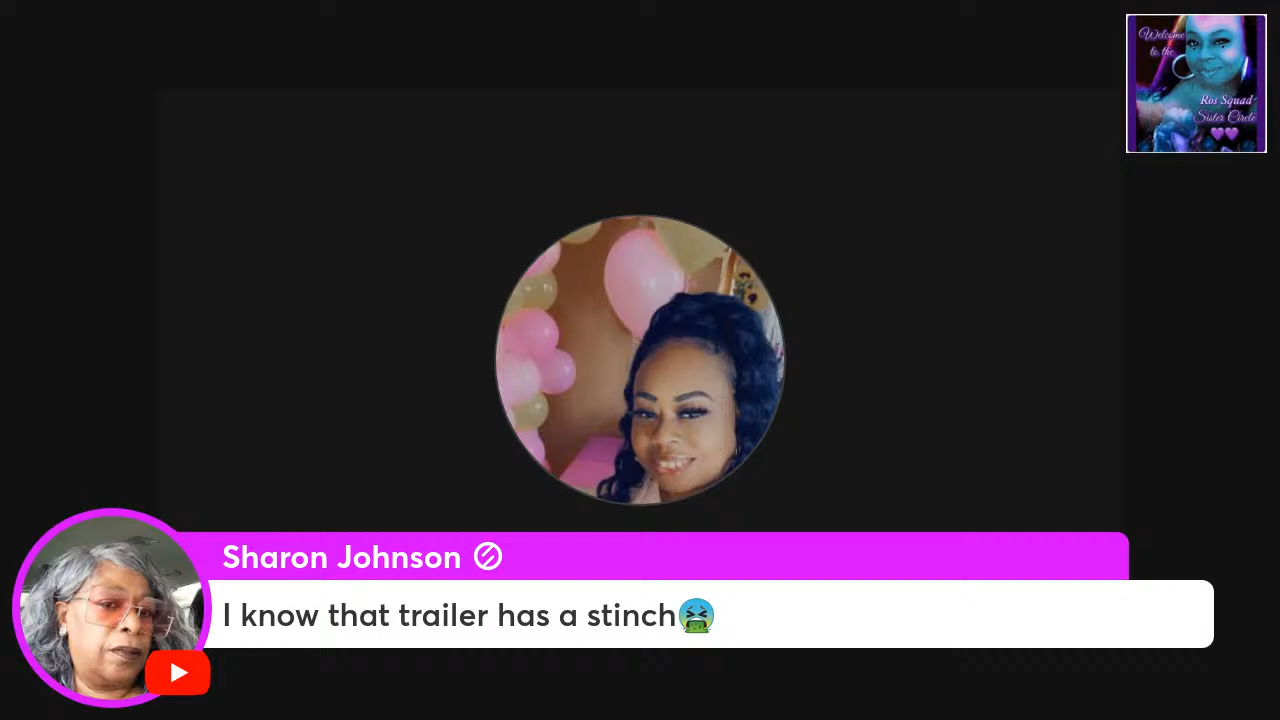 Welcome
to the
Ros Squad
Sister Circle
Sharon Johnson
I know that trailer has a stinch🤮